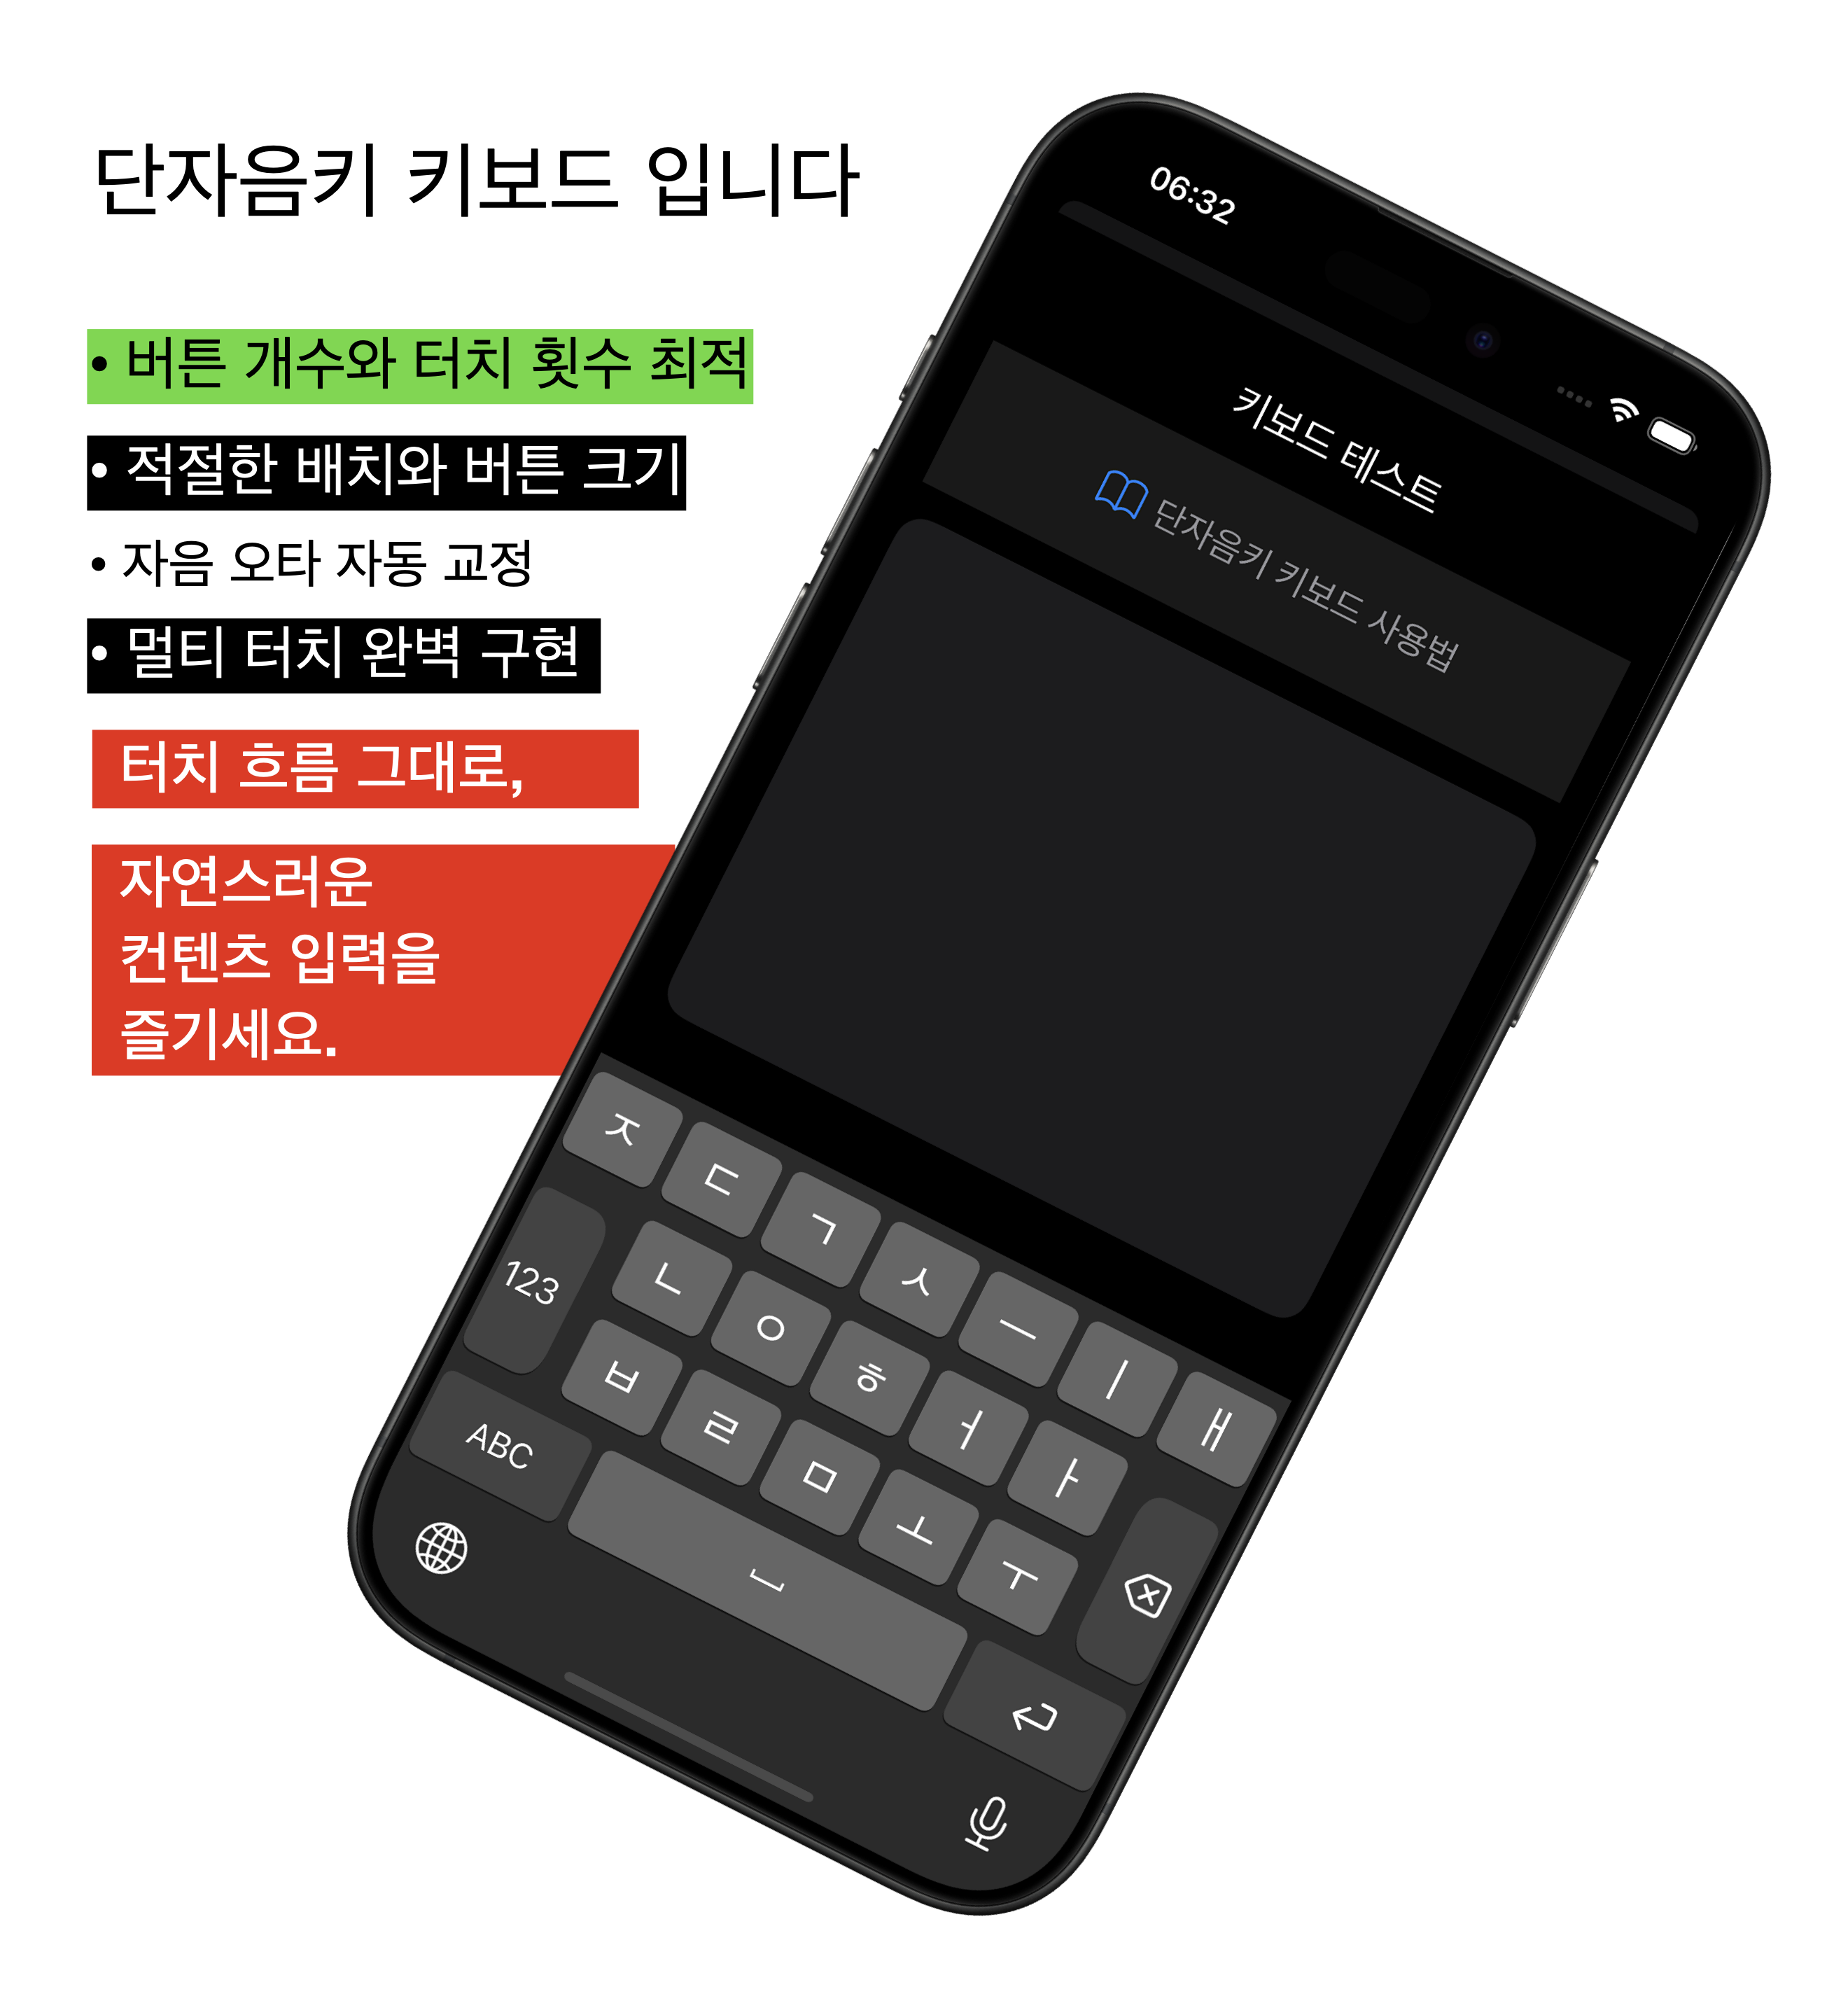 단자음키 키보드 입니다
• 버튼 개수와 터치 횟수 최적
• 적절한 배치와 버튼 크기
• 자음 오타 자동 교정
• 멀티 터치 완벽 구현
터치 흐름 그대로,
자연스러운
컨텐츠 입력을
즐기세요.
06:32
키보드 테스트
단자음키 키보드 사용법
ㅈ ㄷ ㄱ ㅅ ㅡ ㅣ ㅐ
123 ㄴ ㅇ ㅎ ㅓ ㅏ
ㅂ ㄹ ㅁ ㅗ ㅜ
ABC